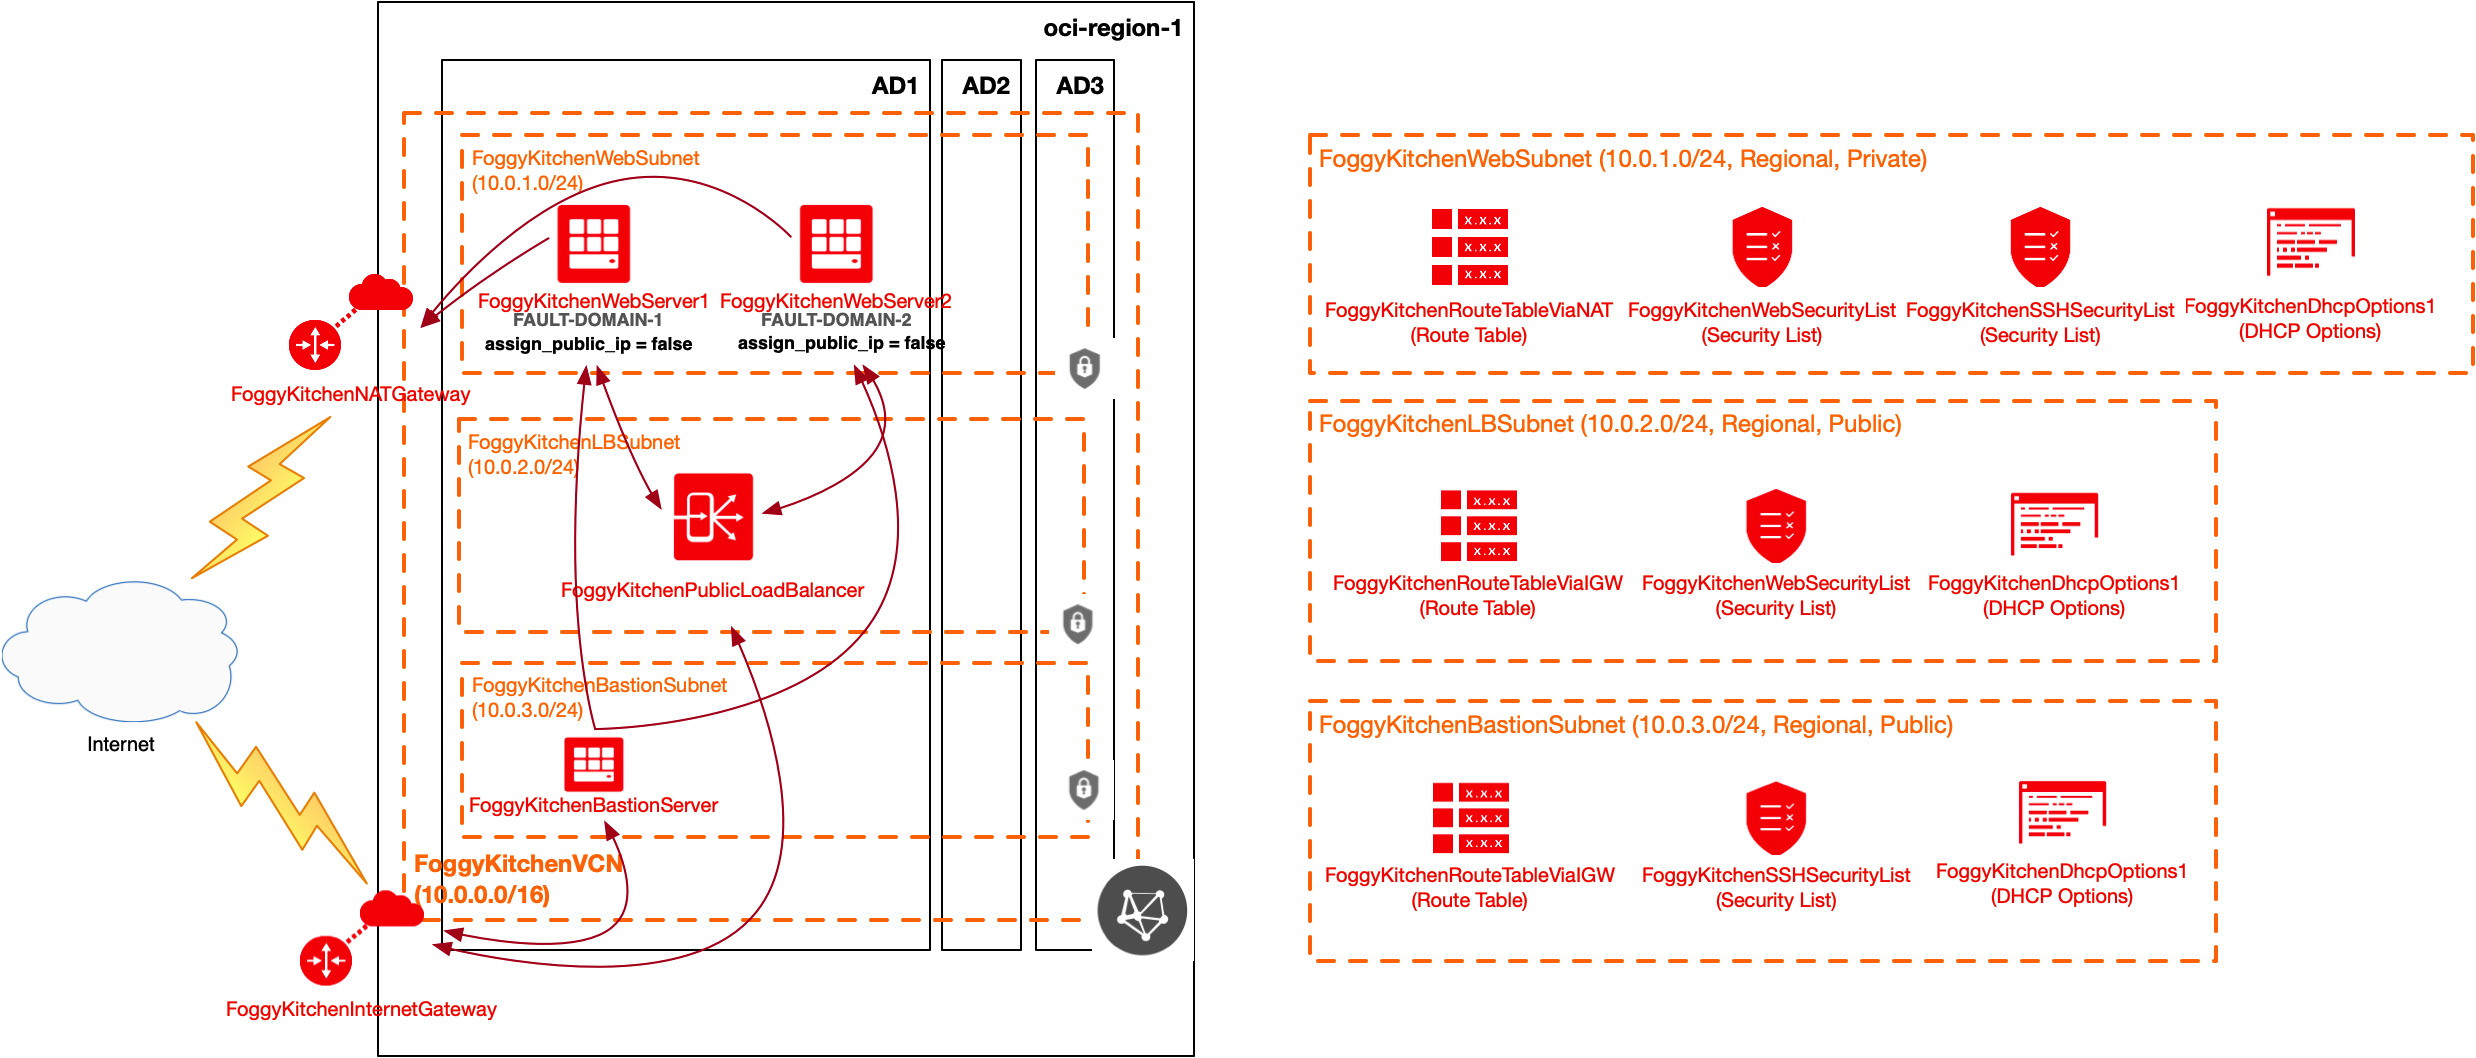 oci-region-1
AD1
AD2
AD3
FoggyKitchenWebSubnet
(10.0.1.0/24)
FoggyKitchenWebServer1
FAULT-DOMAIN-1
assign_public_ip = false
FoggyKitchenWebServer2
FAULT-DOMAIN-2
assign_public_ip = false
FoggyKitchenNATGateway
FoggyKitchenLBSubnet
(10.0.2.0/24)
FoggyKitchenPublicLoadBalancer
Internet
FoggyKitchenBastionSubnet
(10.0.3.0/24)
FoggyKitchenBastionServer
FoggyKitchenVCN
(10.0.0.0/16)
FoggyKitchenInternetGateway
FoggyKitchenWebSubnet (10.0.1.0/24, Regional, Private)
x.x.x
x.x.x
x.x.x
FoggyKitchenRouteTableViaNAT
(Route Table)
FoggyKitchenWebSecurityList
(Security List)
FoggyKitchenSSHSecurityList
(Security List)
FoggyKitchenDhcpOptions1
(DHCP Options)
FoggyKitchenLBSubnet (10.0.2.0/24, Regional, Public)
x.x.x
x.x.x
x.x.x
FoggyKitchenRouteTableViaIGW
(Route Table)
FoggyKitchenWebSecurityList
(Security List)
FoggyKitchenDhcpOptions1
(DHCP Options)
FoggyKitchenBastionSubnet (10.0.3.0/24, Regional, Public)
x.x.x
x.x.x
x.x.x
FoggyKitchenRouteTableViaIGW
(Route Table)
FoggyKitchenSSHSecurityList
(Security List)
FoggyKitchenDhcpOptions1
(DHCP Options)